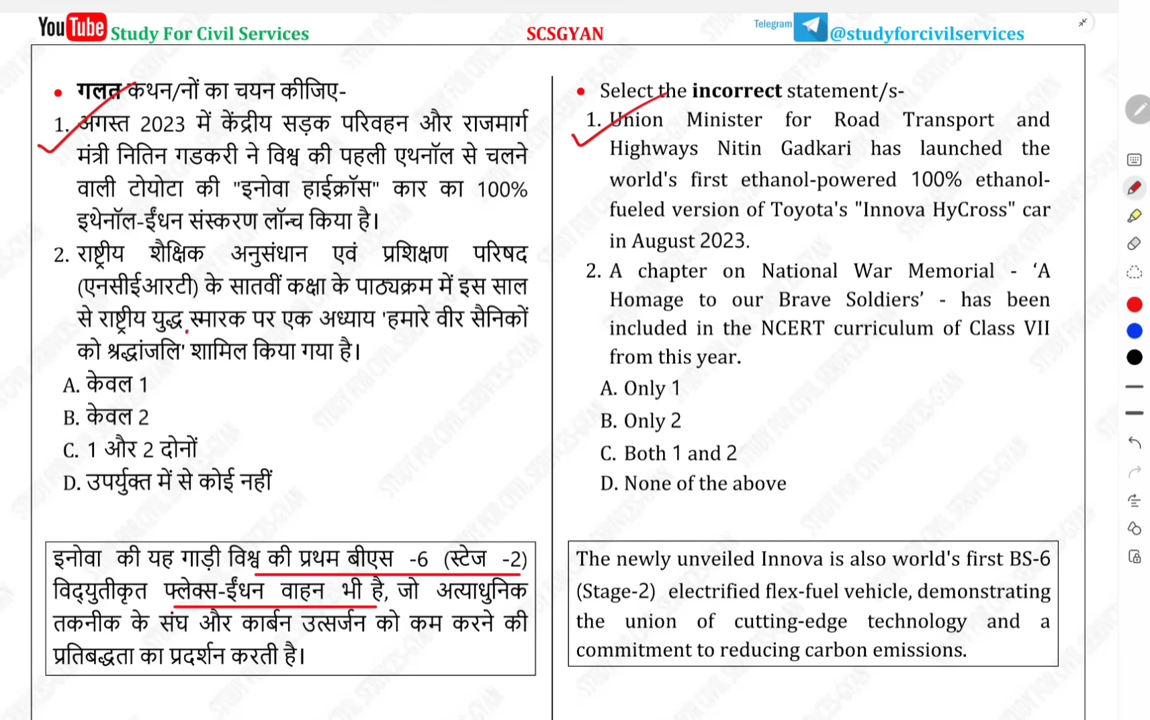 YouTube Study For Civil Services
SCSGYAN
Telegram @studyforcivilservices
• गलत कथन/नों का चयन कीजिए-
1. अगस्त 2023 में केंद्रीय सड़क परिवहन और राजमार्ग
मंत्री नितिन गडकरी ने विश्व की पहली एथनॉल से चलने
वाली टोयोटा की "इनोवा हाईक्रॉस" कार का 100%
इथेनॉल-ईंधन संस्करण लॉन्च किया है।
2. राष्ट्रीय शैक्षिक अनुसंधान एवं प्रशिक्षण परिषद
(एनसीईआरटी) के सातवीं कक्षा के पाठ्यक्रम में इस साल
से राष्ट्रीय युद्ध स्मारक पर एक अध्याय 'हमारे वीर सैनिकों
को श्रद्धांजलि' शामिल किया गया है।
A. केवल 1
B. केवल 2
C. 1 और 2 दोनों
D. उपर्युक्त में से कोई नहीं
इनोवा की यह गाड़ी विश्व की प्रथम बीएस -6 (स्टेज -2)
विद्युतीकृत फ्लेक्स-ईंधन वाहन भी है, जो अत्याधुनिक
तकनीक के संघ और कार्बन उत्सर्जन को कम करने की
प्रतिबद्धता का प्रदर्शन करती है।
• Select the incorrect statement/s-
1. Union Minister for Road Transport and
Highways Nitin Gadkari has launched the
world's first ethanol-powered 100% ethanol-
fueled version of Toyota's "Innova HyCross" car
in August 2023.
2. A chapter on National War Memorial - ‘A
Homage to our Brave Soldiers’ - has been
included in the NCERT curriculum of Class VII
from this year.
A. Only 1
B. Only 2
C. Both 1 and 2
D. None of the above
The newly unveiled Innova is also world's first BS-6
(Stage-2) electrified flex-fuel vehicle, demonstrating
the union of cutting-edge technology and a
commitment to reducing carbon emissions.